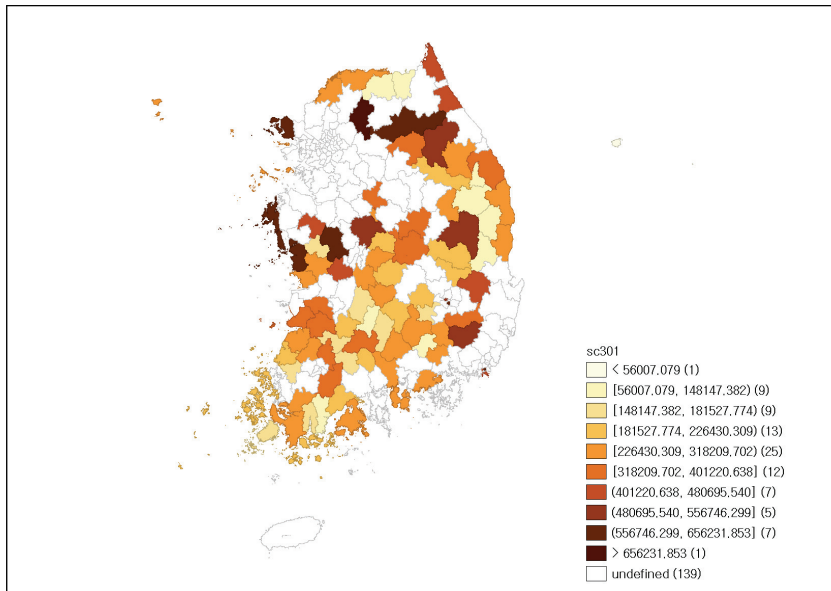 sc301
< 56007.079 (1)
[56007.079, 148147.382) (9)
[148147.382, 181527.774) (9)
[181527.774, 226430.309) (13)
[226430.309, 318209.702) (25)
[318209.702, 401220.638] (12)
(401220.638, 480695.540] (7)
(480695.540, 556746.299] (5)
(556746.299, 656231.853] (7)
> 656231.853 (1)
undefined (139)